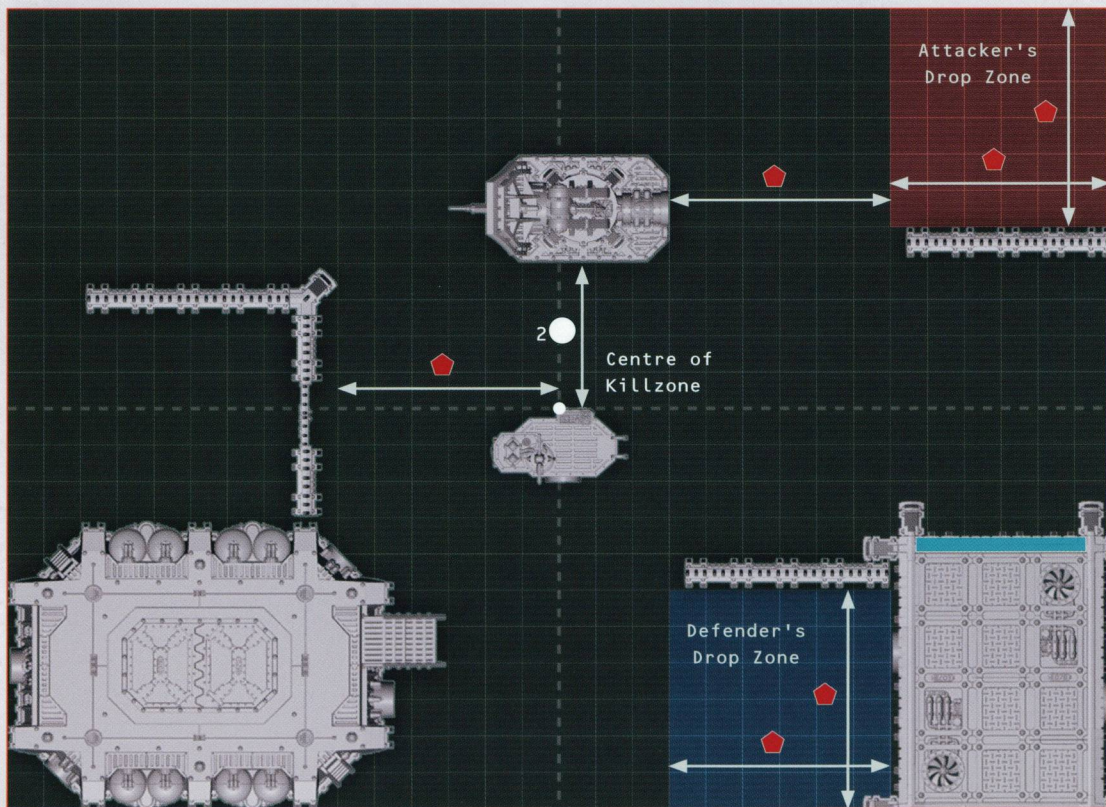 Attacker's
Drop Zone
2
Centre of
Killzone
Defender's
Drop Zone